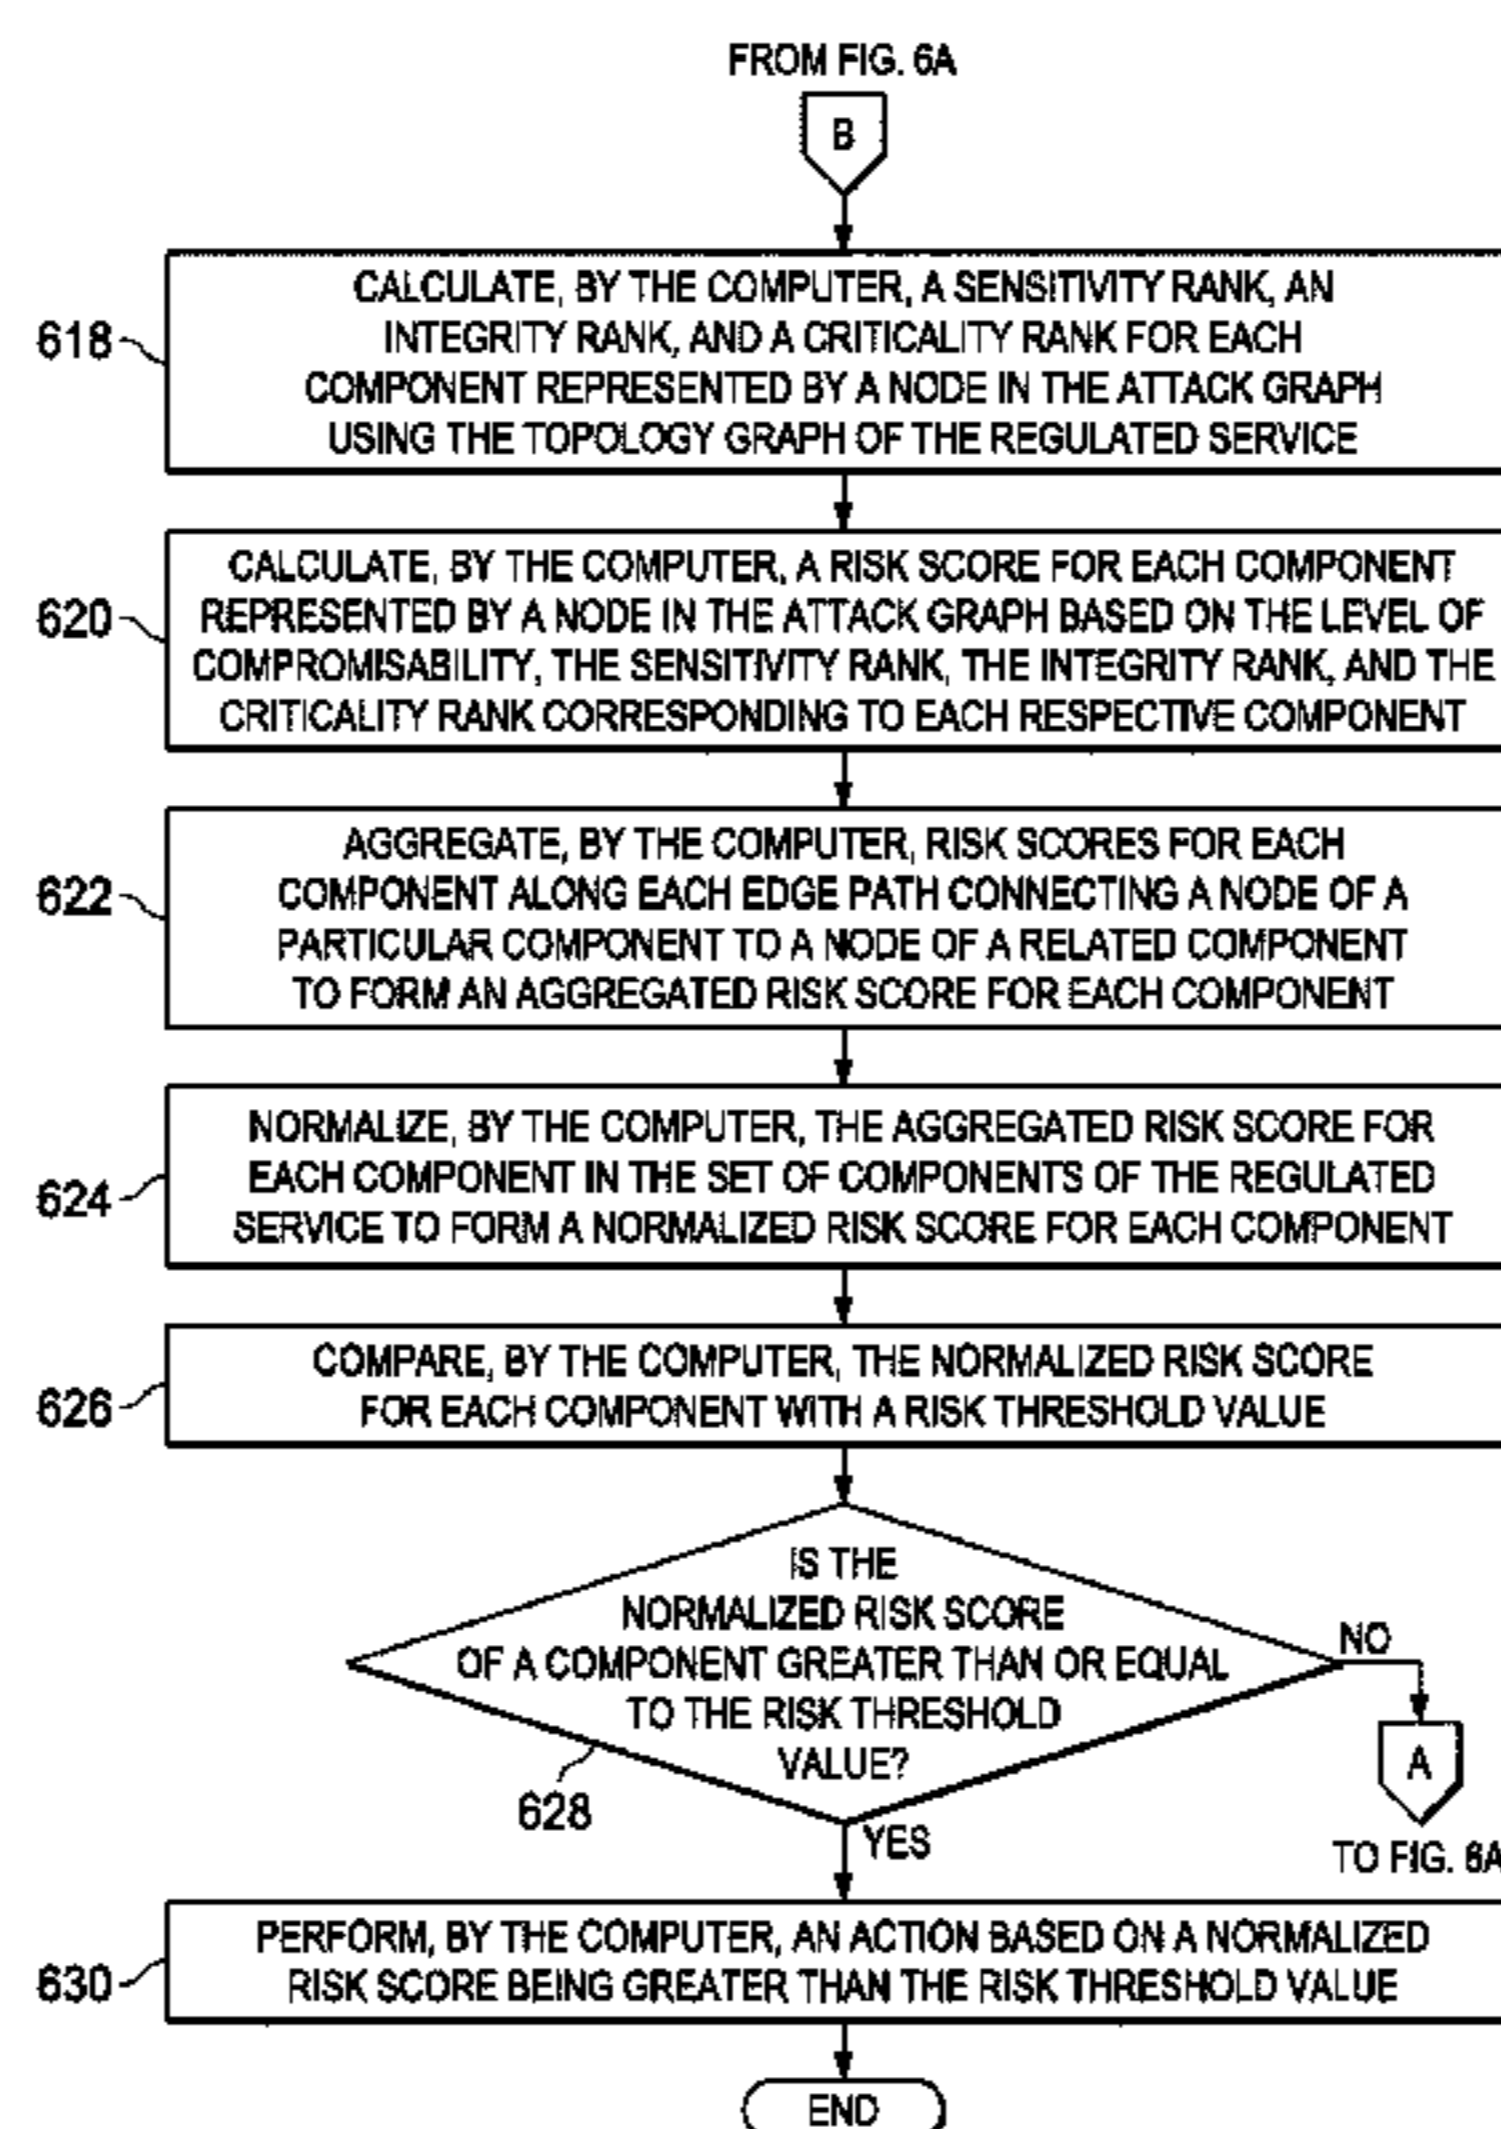 FROM FIG. 6A
B
618
CALCULATE, BY THE COMPUTER, A SENSITIVITY RANK, AN
INTEGRITY RANK, AND A CRITICALITY RANK FOR EACH
COMPONENT REPRESENTED BY A NODE IN THE ATTACK GRAPH
USING THE TOPOLOGY GRAPH OF THE REGULATED SERVICE
620
CALCULATE, BY THE COMPUTER, A RISK SCORE FOR EACH COMPONENT
REPRESENTED BY A NODE IN THE ATTACK GRAPH BASED ON THE LEVEL OF
COMPROMISABILITY, THE SENSITIVITY RANK, THE INTEGRITY RANK, AND THE
CRITICALITY RANK CORRESPONDING TO EACH RESPECTIVE COMPONENT
622
AGGREGATE, BY THE COMPUTER, RISK SCORES FOR EACH
COMPONENT ALONG EACH EDGE PATH CONNECTING A NODE OF A
PARTICULAR COMPONENT TO A NODE OF A RELATED COMPONENT
TO FORM AN AGGREGATED RISK SCORE FOR EACH COMPONENT
624
NORMALIZE, BY THE COMPUTER, THE AGGREGATED RISK SCORE FOR
EACH COMPONENT IN THE SET OF COMPONENTS OF THE REGULATED
SERVICE TO FORM A NORMALIZED RISK SCORE FOR EACH COMPONENT
626
COMPARE, BY THE COMPUTER, THE NORMALIZED RISK SCORE
FOR EACH COMPONENT WITH A RISK THRESHOLD VALUE
IS THE
NORMALIZED RISK SCORE
OF A COMPONENT GREATER THAN OR EQUAL
TO THE RISK THRESHOLD
VALUE?
628
NO
A
TO FIG. 6A
YES
630
PERFORM, BY THE COMPUTER, AN ACTION BASED ON A NORMALIZED
RISK SCORE BEING GREATER THAN THE RISK THRESHOLD VALUE
END